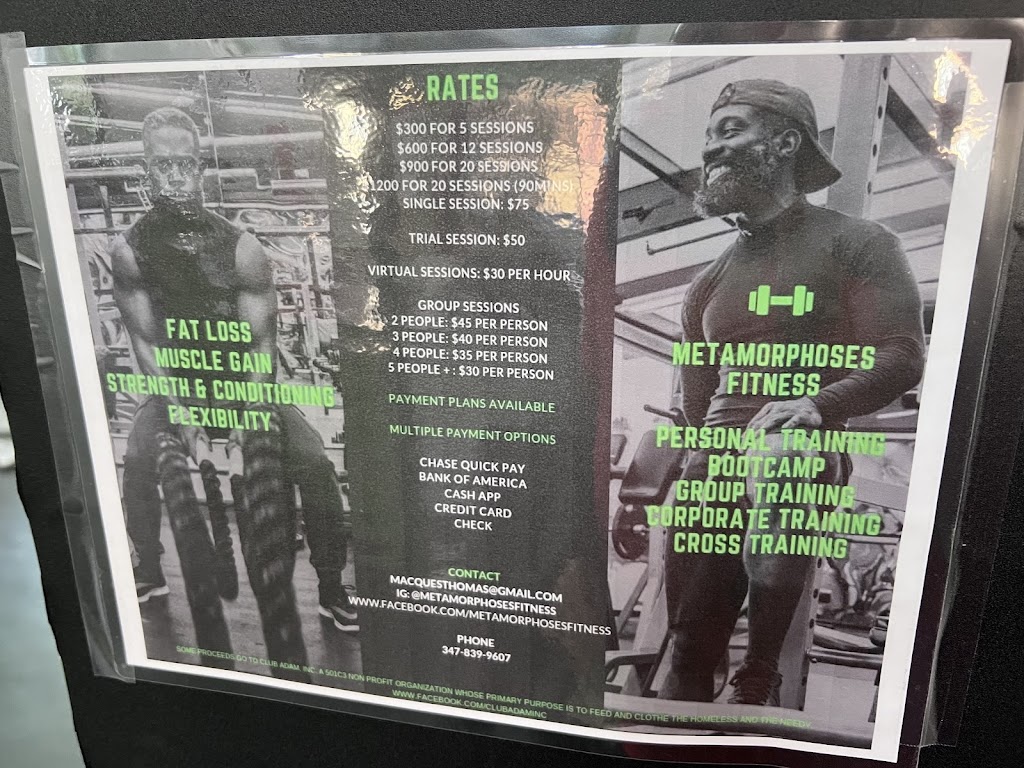 RATES
$300 FOR 5 SESSIONS
$600 FOR 12 SESSIONS
$900 FOR 20 SESSIONS
1200 FOR 20 SESSIONS (90MINS)
SINGLE SESSION: $75
TRIAL SESSION: $50
VIRTUAL SESSIONS: $30 PER HOUR
GROUP SESSIONS
2 PEOPLE: $45 PER PERSON
3 PEOPLE: $40 PER PERSON
4 PEOPLE: $35 PER PERSON
5 PEOPLE + : $30 PER PERSON
PAYMENT PLANS AVAILABLE
MULTIPLE PAYMENT OPTIONS
CHASE QUICK PAY
BANK OF AMERICA
CASH APP
CREDIT CARD
CHECK
CONTACT
MACQUESTHOMAS@GMAIL.COM
IG: @METAMORPHOSESFITNESS
WWW.FACEBOOK.COM/METAMORPHOSESFITNESS
PHONE
347-839-9607
FAT LOSS
MUSCLE GAIN
STRENGTH & CONDITIONING
FLEXIBILITY
METAMORPHOSES
FITNESS
PERSONAL TRAINING
BOOTCAMP
GROUP TRAINING
CORPORATE TRAINING
CROSS TRAINING
SOME PROCEEDS GO TO CLUB ADAM, INC. A 501C3 NON PROFIT ORGANIZATION WHOSE PRIMARY PURPOSE IS TO FEED AND CLOTHE THE HOMELESS AND THE NEEDY.
WWW.FACEBOOK.COM/CLUBADAMINC